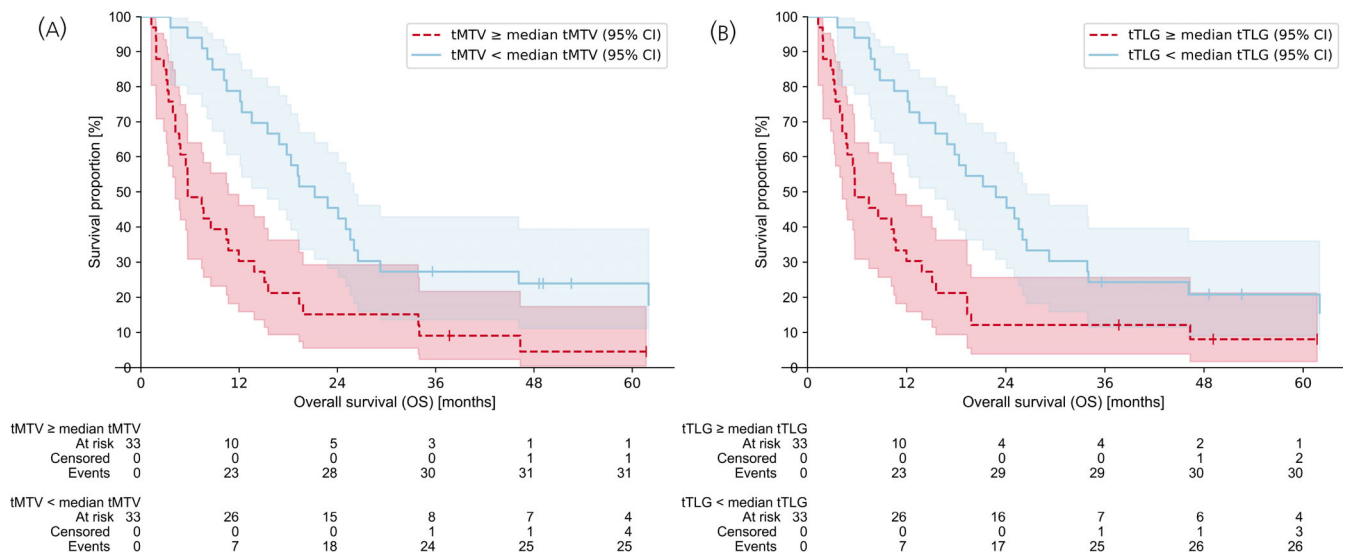 (A)
tMTV ≥ median tMTV (95% CI)
tMTV < median tMTV (95% CI)
100
90
80
70
60
50
40
30
20
10
0
Survival proportion [%]
0 12 24 36 48 60
Overall survival (OS) [months]
tMTV ≥ median tMTV
At risk 33 10 5 3 1 1
Censored 0 0 0 0 1 1
Events 0 23 28 30 31 31
tMTV < median tMTV
At risk 33 26 15 8 7 4
Censored 0 0 0 1 1 4
Events 0 7 18 24 25 25
(B)
tTLG ≥ median tTLG (95% CI)
tTLG < median tTLG (95% CI)
100
90
80
70
60
50
40
30
20
10
0
Survival proportion [%]
0 12 24 36 48 60
Overall survival (OS) [months]
tTLG ≥ median tTLG
At risk 33 10 4 4 2 1
Censored 0 0 0 0 1 2
Events 0 23 29 29 30 30
tTLG < median tTLG
At risk 33 26 16 7 6 4
Censored 0 0 0 1 1 3
Events 0 7 17 25 26 26